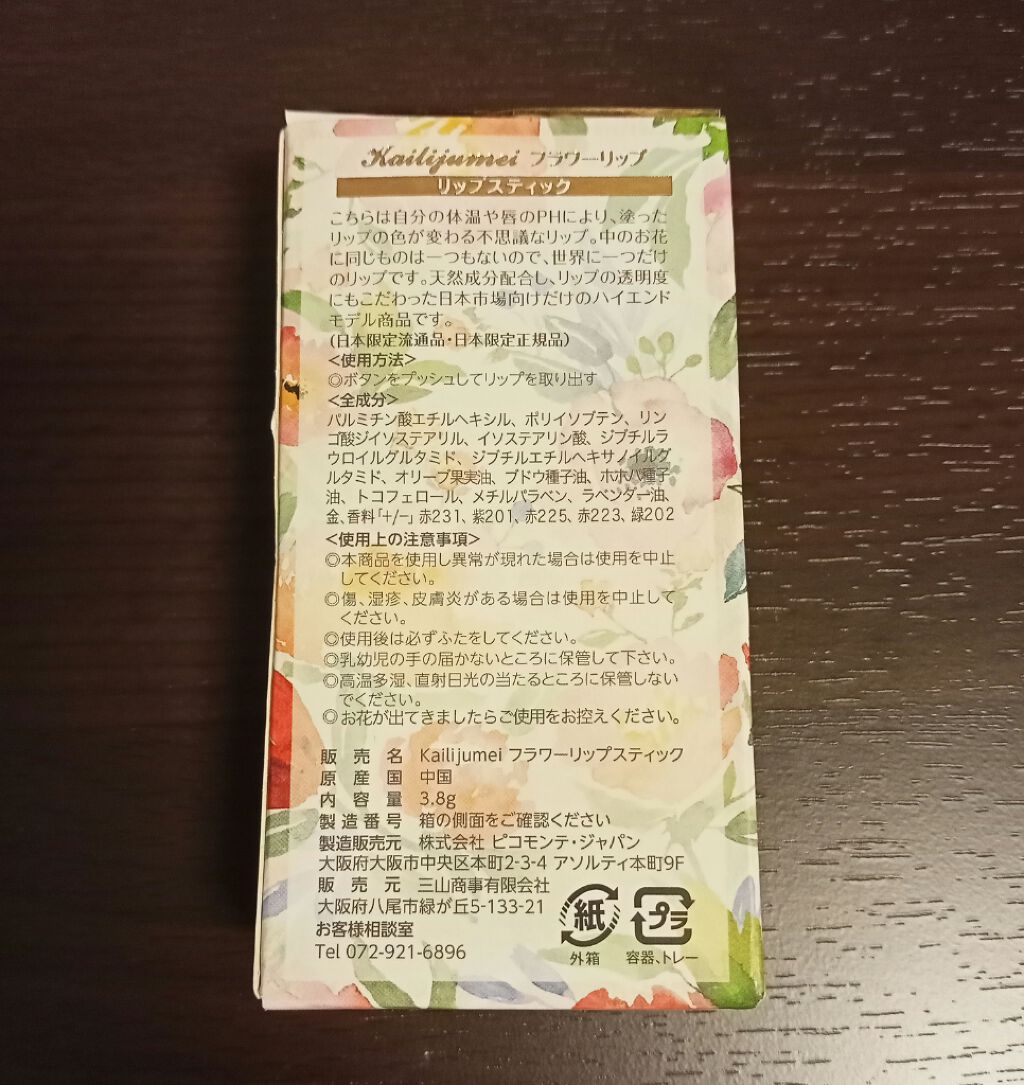 Kailijumei フラワーリップ
リップスティック
こちらは自分の体温や唇のPHにより、塗った
リップの色が変わる不思議なリップ。中のお花
に同じものは一つもないので、世界に一つだけ
のリップです。天然成分配合し、リップの透明度
にもこだわった日本市場向けだけのハイエンド
モデル商品です。
(日本限定流通品・日本限定正規品)
<使用方法>
◎ボタンをプッシュしてリップを取り出す
<全成分>
パルミチン酸エチルヘキシル、ポリイソブテン、リン
ゴ酸ジイソステアリル、イソステアリン酸、ジブチルラ
ウロイルグルタミド、ジブチルエチルヘキサノイルグ
ルタミド、オリーブ果実油、ブドウ種子油、ホホバ種子
油、トコフェロール、メチルパラベン、ラベンダー油、
金、香料「+/-」赤231、紫201、赤225、赤223、緑202
<使用上の注意事項>
◎本商品を使用し異常が現れた場合は使用を中止
してください。
◎傷、湿疹、皮膚炎がある場合は使用を中止して
ください。
◎使用後は必ずふたをしてください。
◎乳幼児の手の届かないところに保管して下さい。
◎高温多湿、直射日光の当たるところに保管しない
でください。
◎お花が出てきましたらご使用をお控えください。
販売名 Kailijumei フラワーリップスティック
原産国 中国
内容量 3.8g
製造番号 箱の側面をご確認ください
製造販売元 株式会社 ピコモンテ・ジャパン
大阪府大阪市中央区本町2-3-4 アソルティ本町9F
販売元 三山商事有限会社
大阪府八尾市緑が丘5-133-21
お客様相談室
Tel 072-921-6896
紙
外箱
プラ
容器、トレー